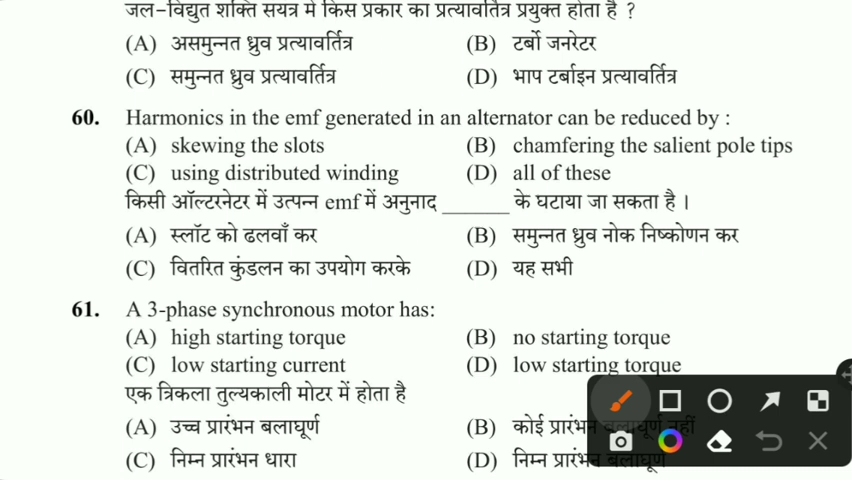 जल-विद्युत शक्ति सयत्र में किस प्रकार का प्रत्यावर्तित्र प्रयुक्त होता है ?
(A) असमुन्नत ध्रुव प्रत्यावर्तित्र (B) टर्बो जनरेटर
(C) समुन्नत ध्रुव प्रत्यावर्तित्र (D) भाप टर्बाइन प्रत्यावर्तित्र
60. Harmonics in the emf generated in an alternator can be reduced by :
(A) skewing the slots (B) chamfering the salient pole tips
(C) using distributed winding (D) all of these
किसी ऑल्टरनेटर में उत्पन्न emf में अनुनाद ______ के घटाया जा सकता है ।
(A) स्लॉट को ढलवाँ कर (B) समुन्नत ध्रुव नोक निष्कोणन कर
(C) वितरित कुंडलन का उपयोग करके (D) यह सभी
61. A 3-phase synchronous motor has:
(A) high starting torque (B) no starting torque
(C) low starting current (D) low starting torque
एक त्रिकला तुल्यकाली मोटर में होता है
(A) उच्च प्रारंभन बलाघूर्ण (B) कोई प्रारंभन बलाघूर्ण नहीं
(C) निम्न प्रारंभन धारा (D) निम्न प्रारंभन बलाघूर्ण